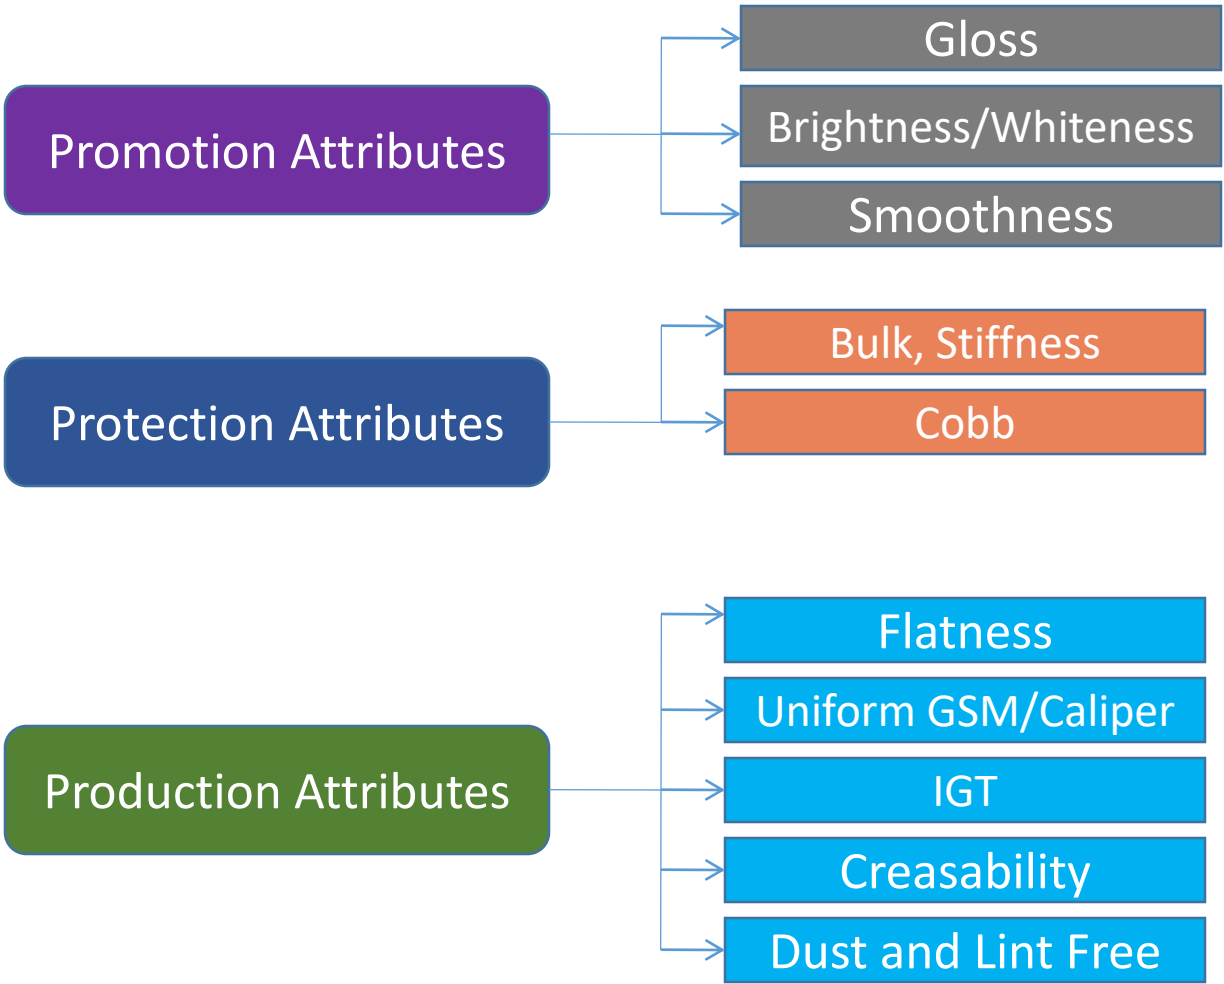 Promotion Attributes
Gloss
Brightness/Whiteness
Smoothness
Protection Attributes
Bulk, Stiffness
Cobb
Production Attributes
Flatness
Uniform GSM/Caliper
IGT
Creasability
Dust and Lint Free